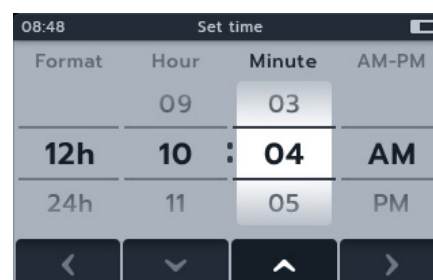 08:48 Set time
Format Hour Minute AM-PM
09 03
12h 10 : 04 AM
24h 11 05 PM